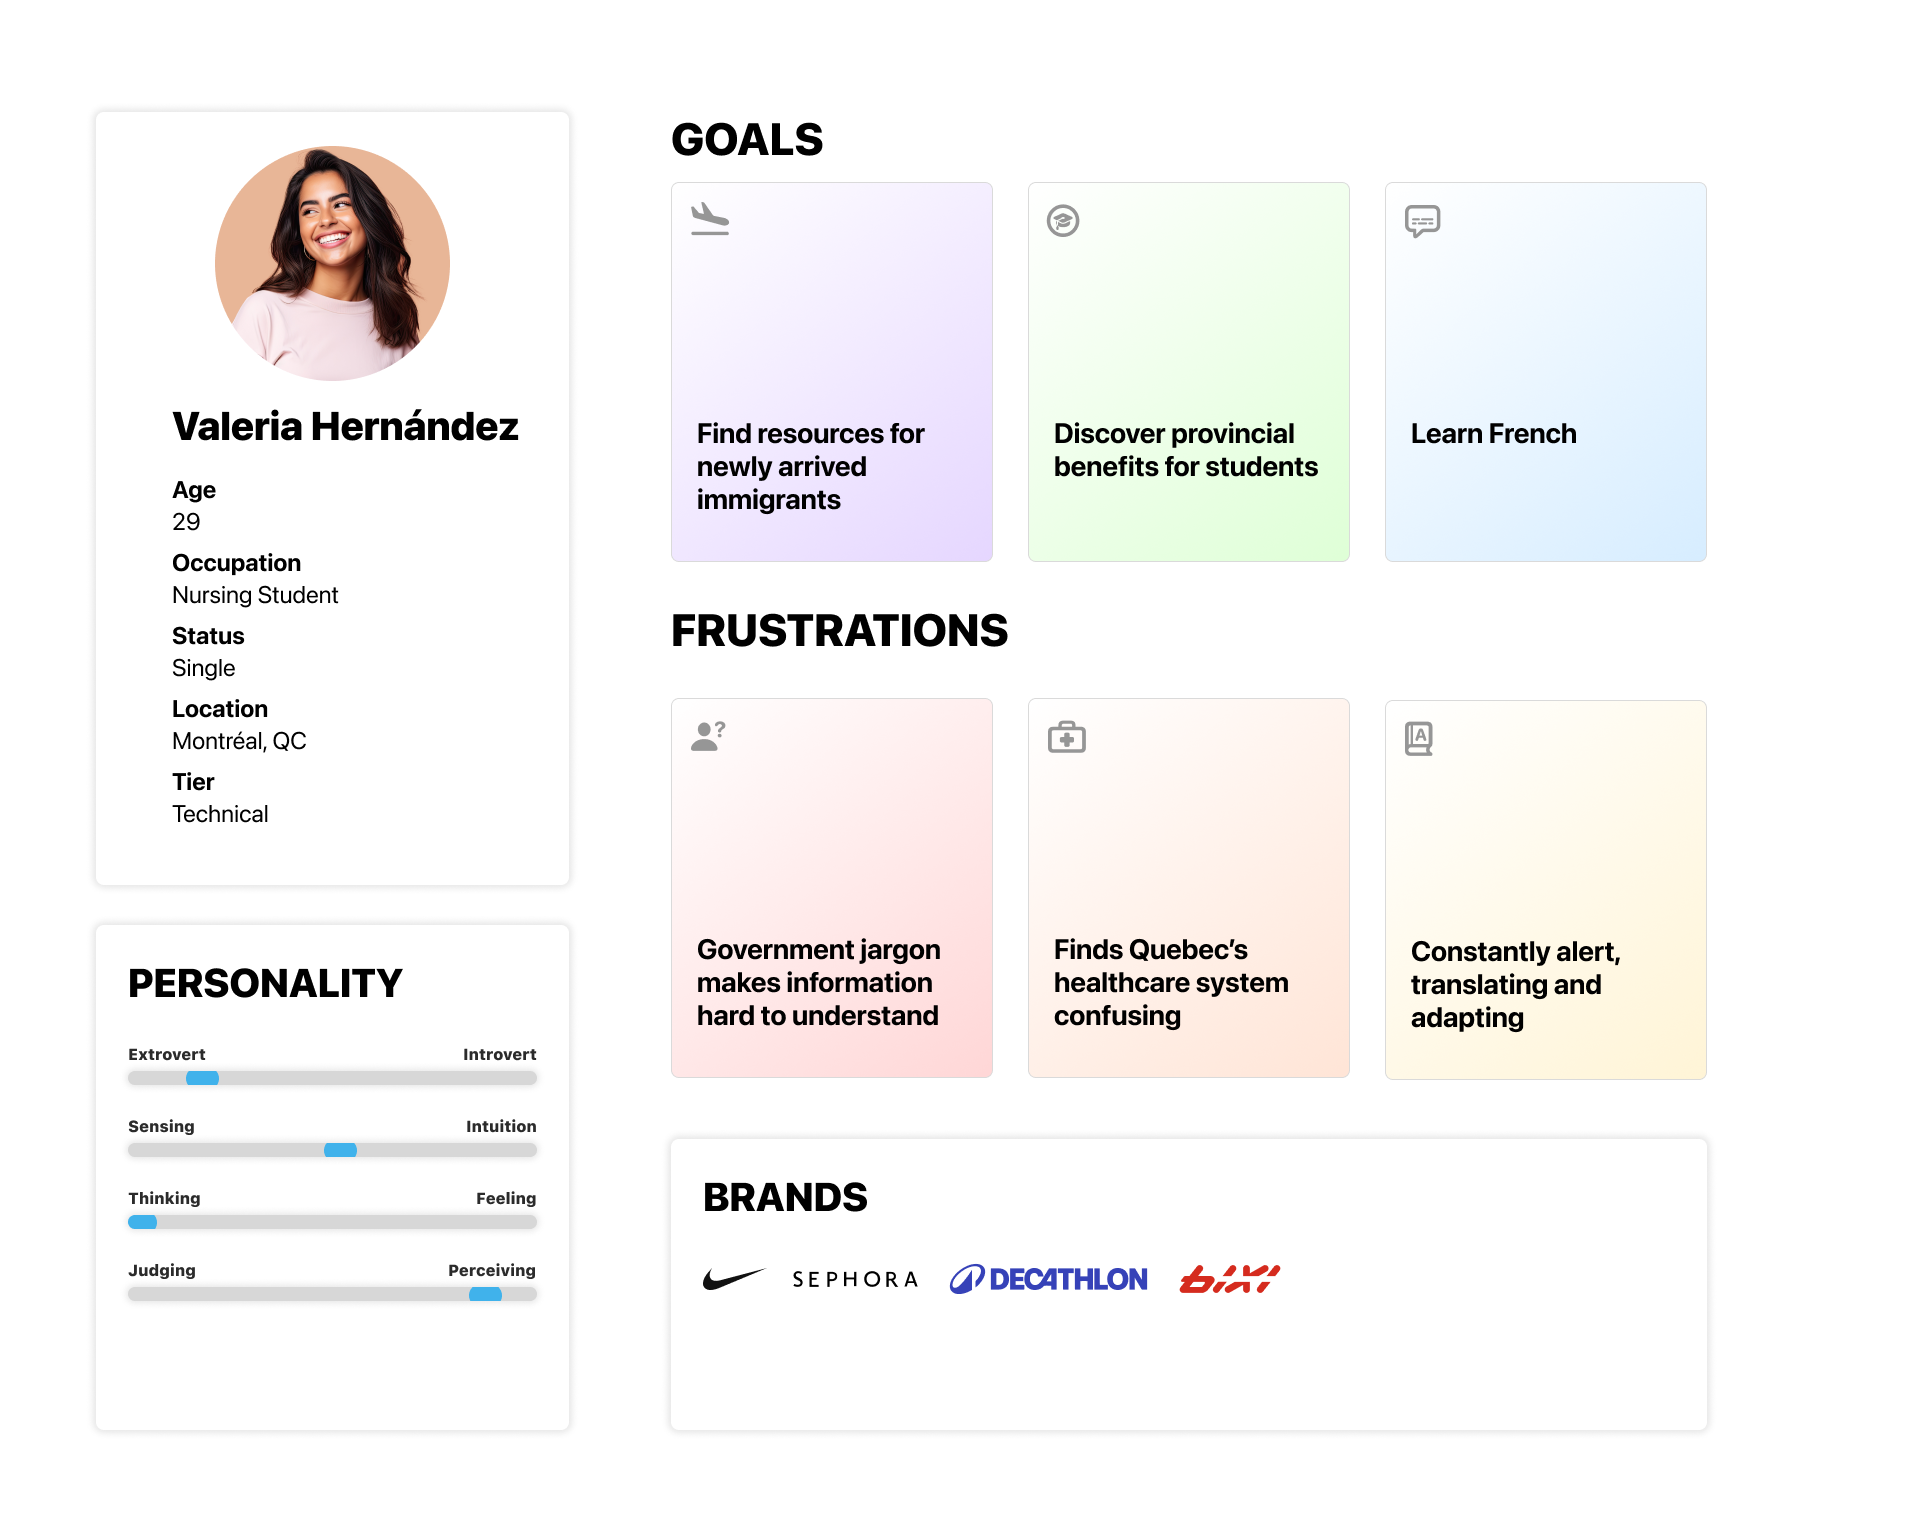 Valeria Hernández
Age
29
Occupation
Nursing Student
Status
Single
Location
Montréal, QC
Tier
Technical
PERSONALITY
Extrovert Introvert
Sensing Intuition
Thinking Feeling
Judging Perceiving
GOALS
Find resources for
newly arrived
immigrants
Discover provincial
benefits for students
Learn French
FRUSTRATIONS
?
Government jargon
makes information
hard to understand
Finds Quebec’s
healthcare system
confusing
A
Constantly alert,
translating and
adapting
BRANDS
SEPHORA DECATHLON bixi